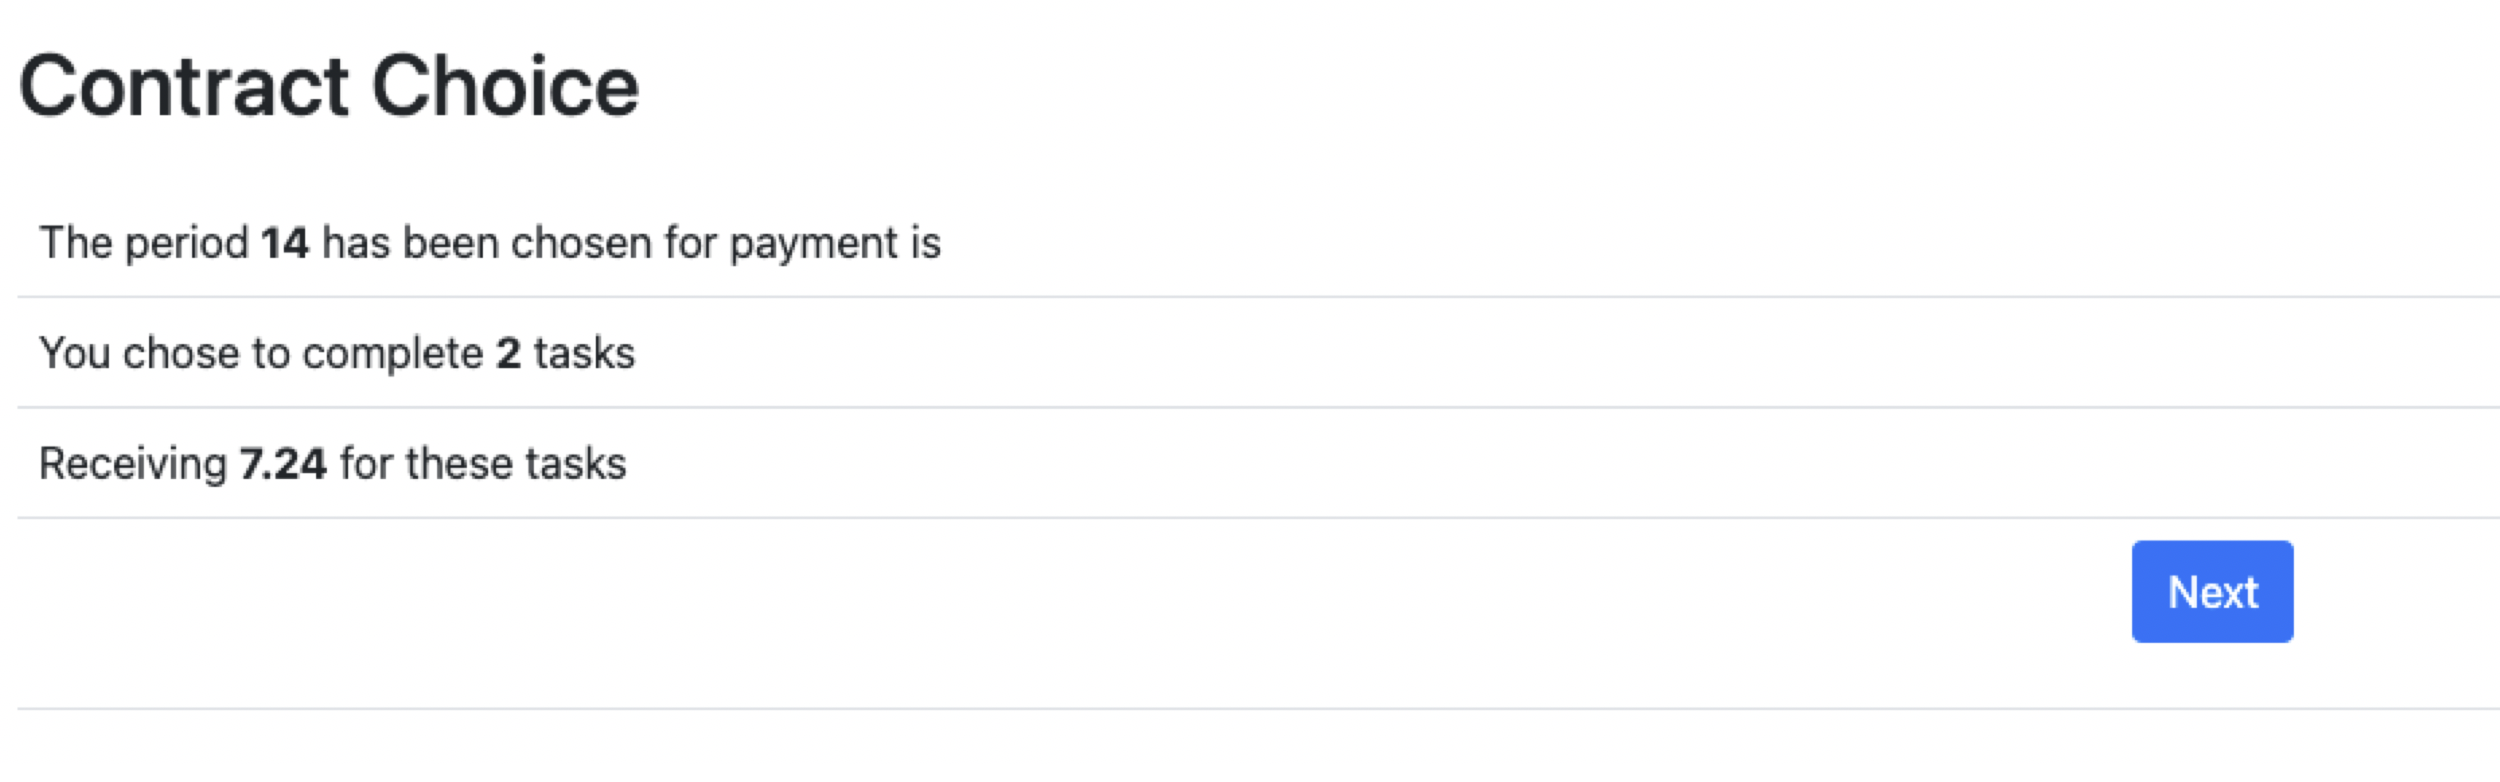 Contract Choice
The period 14 has been chosen for payment is
You chose to complete 2 tasks
Receiving 7.24 for these tasks
Next